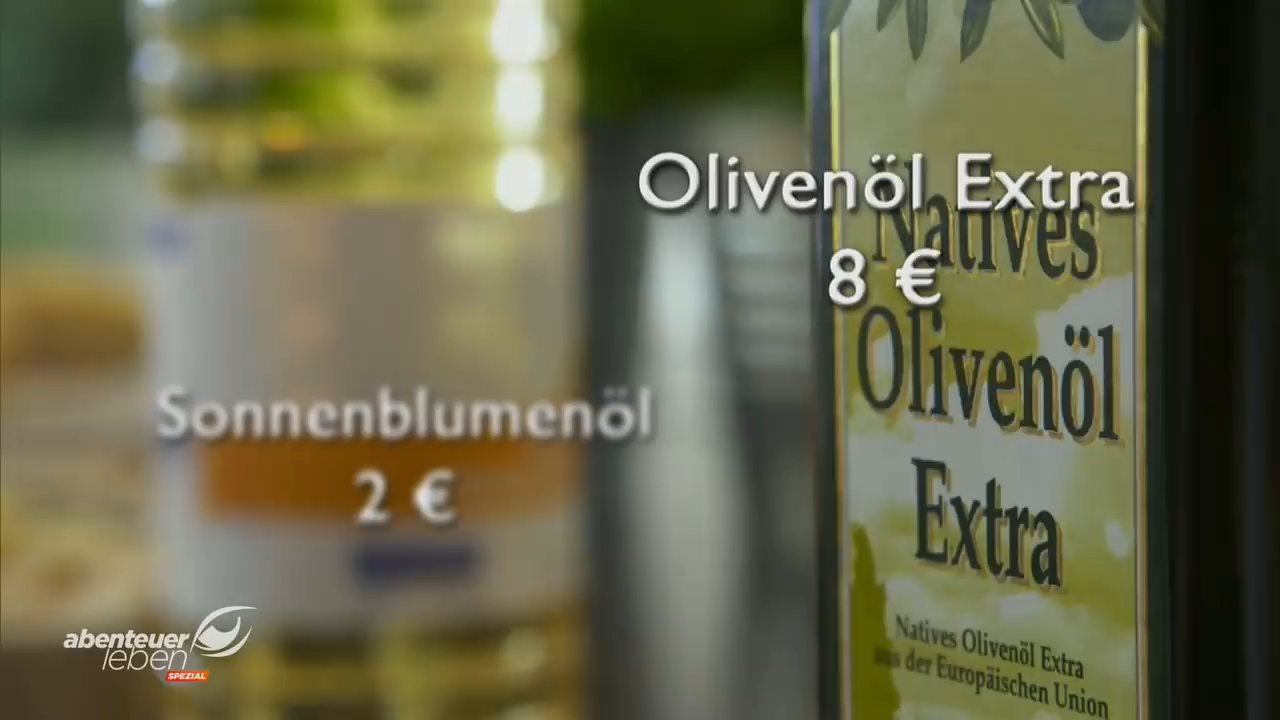 Olivenöl Extra
8 €
Sonnenblumenöl
2 €
Natives
Olivenöl
Extra
Natives Olivenöl Extra
aus der Europäischen Union
abenteuer
leben
SPEZIAL